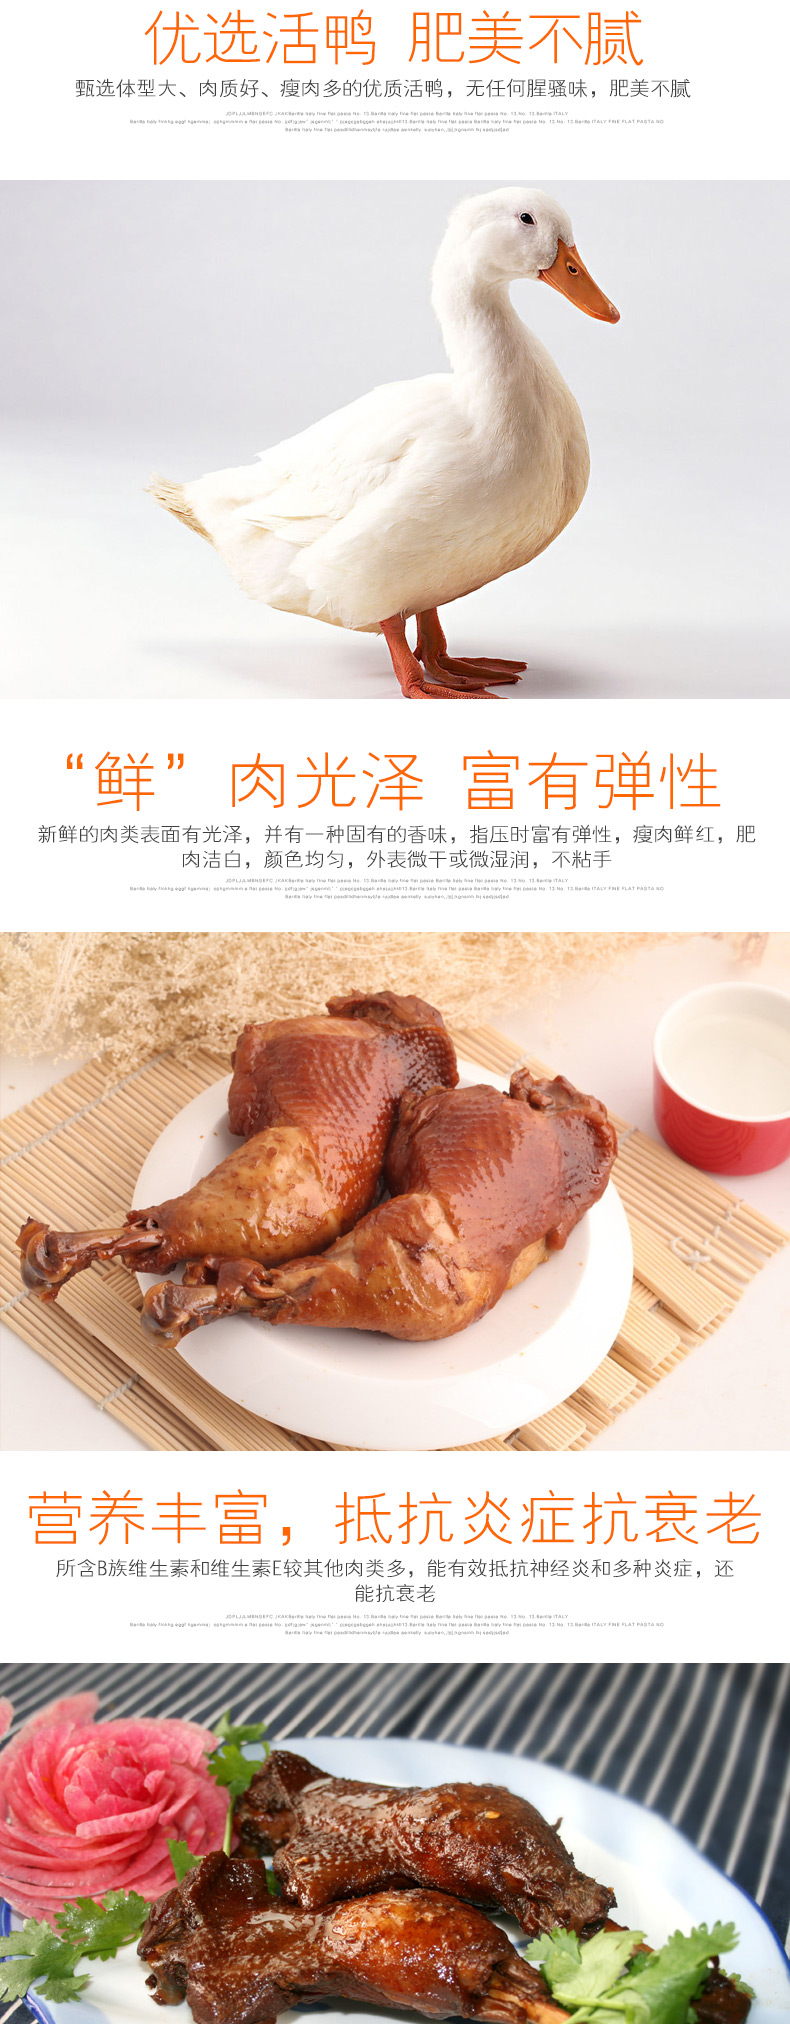 优选活鸭 肥美不腻
甄选体型大、肉质好、瘦肉多的优质活鸭，无任何腥骚味，肥美不腻
“鲜”肉光泽 富有弹性
新鲜的肉类表面有光泽，并有一种固有的香味，指压时富有弹性，瘦肉鲜红，肥
肉洁白，颜色均匀，外表微干或微湿润，不粘手
营养丰富，抵抗炎症抗衰老
所含B族维生素和维生素E较其他肉类多，能有效抵抗神经炎和多种炎症，还
能抗衰老